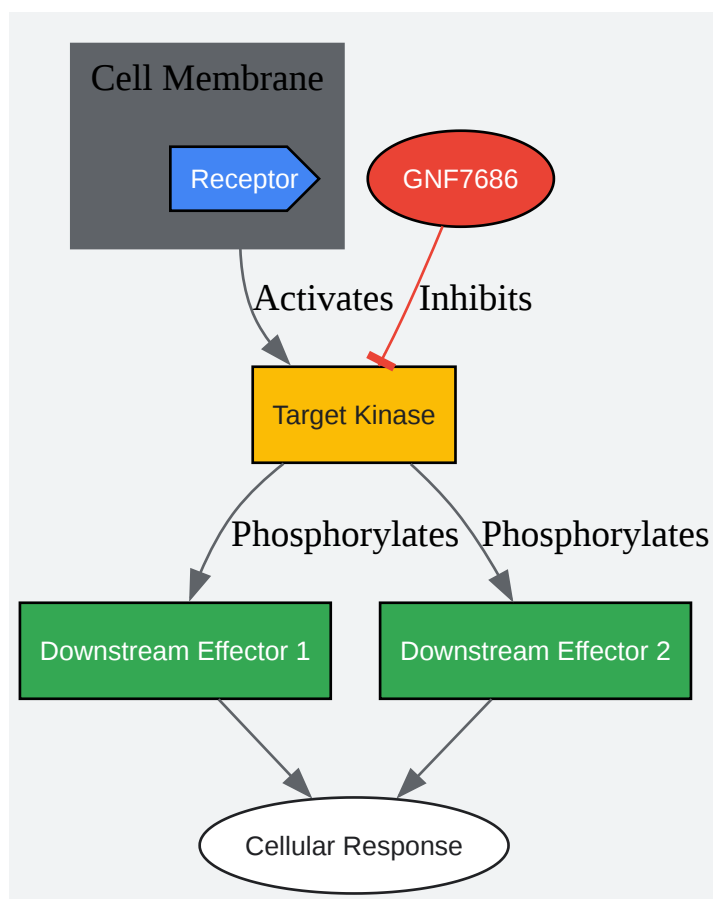 Cell Membrane
Receptor
GNF7686
Activates
Inhibits
Target Kinase
Phosphorylates
Phosphorylates
Downstream Effector 1
Downstream Effector 2
Cellular Response